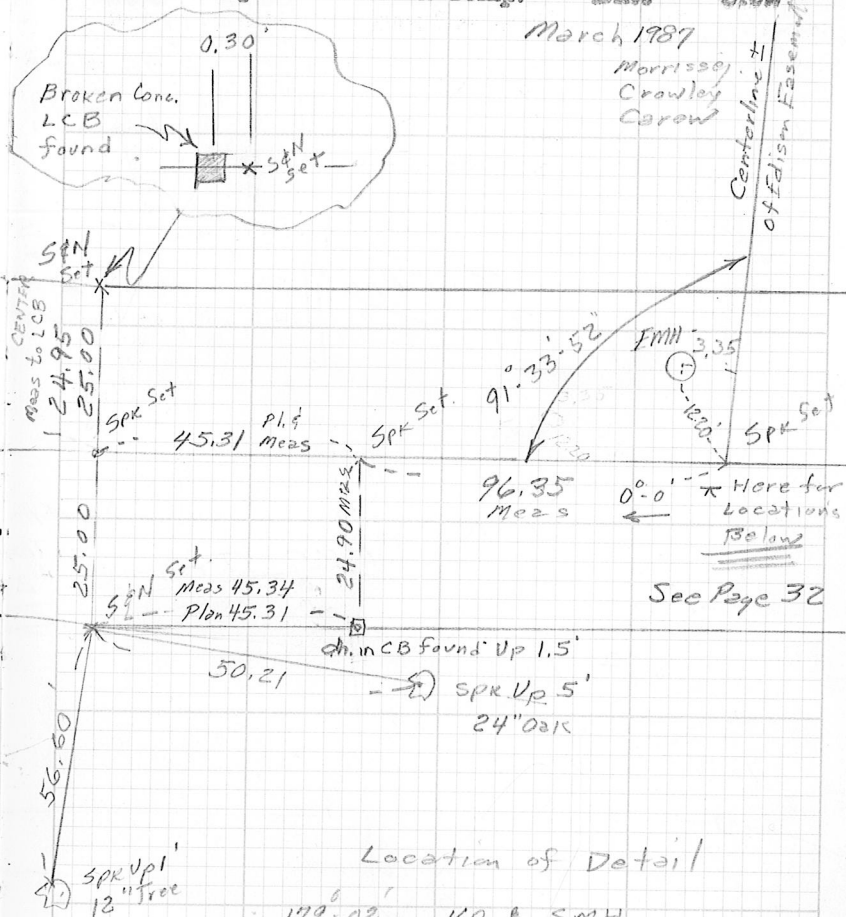 March 1987
Morrissey
Crowley
Carew
0.30'
Broken Conc.
LCB
found
S&N
set
Centerline ±
of Edison Easement
S&N
Set
CENTER
Meas to LCB
24.95
25.00
91°-33'-52"
EMH
3.35
12.20'
Spk Set
Spk Set
45.31
Pl. &
Meas
Spk Set.
96.35
Meas
0°-0'
⊼ Here for
Locations
Below
25.00
24.90 Meas
See Page 32
S&N Set.
Meas 45.34
Plan 45.31
dh. in CB found Up 1.5'
50.21
Spk Up 5'
24" Oak
56.60
Spk Up 1'
12" Tree
Location of Detail
SMH